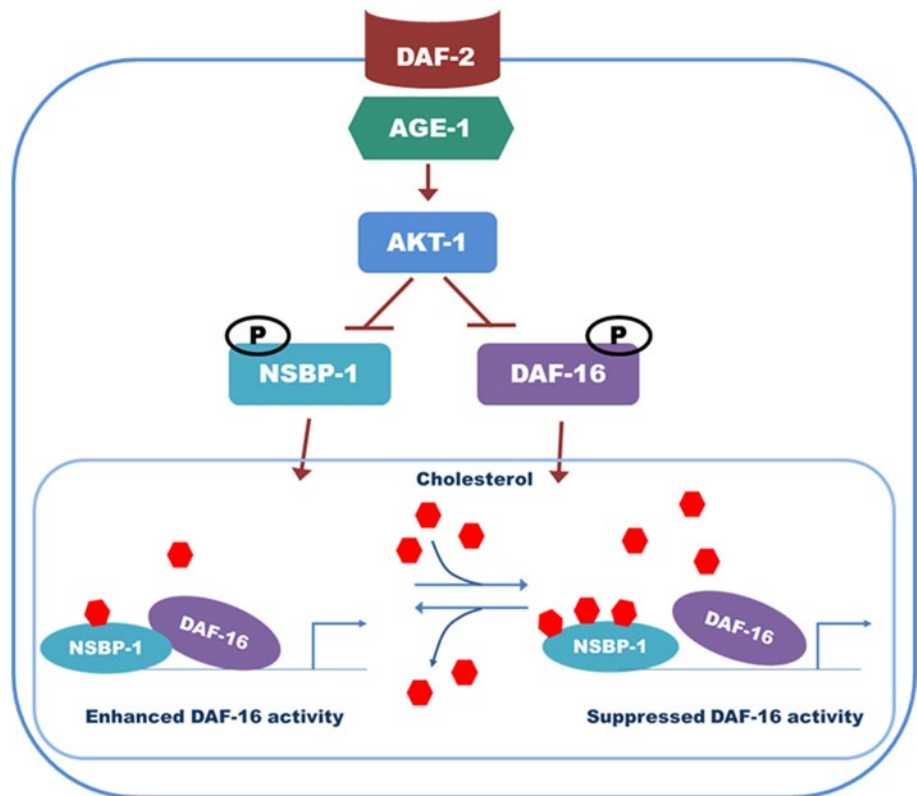 DAF-2
AGE-1
AKT-1
P
P
NSBP-1
DAF-16
Cholesterol
DAF-16
NSBP-1
DAF-16
NSBP-1
Enhanced DAF-16 activity
Suppressed DAF-16 activity